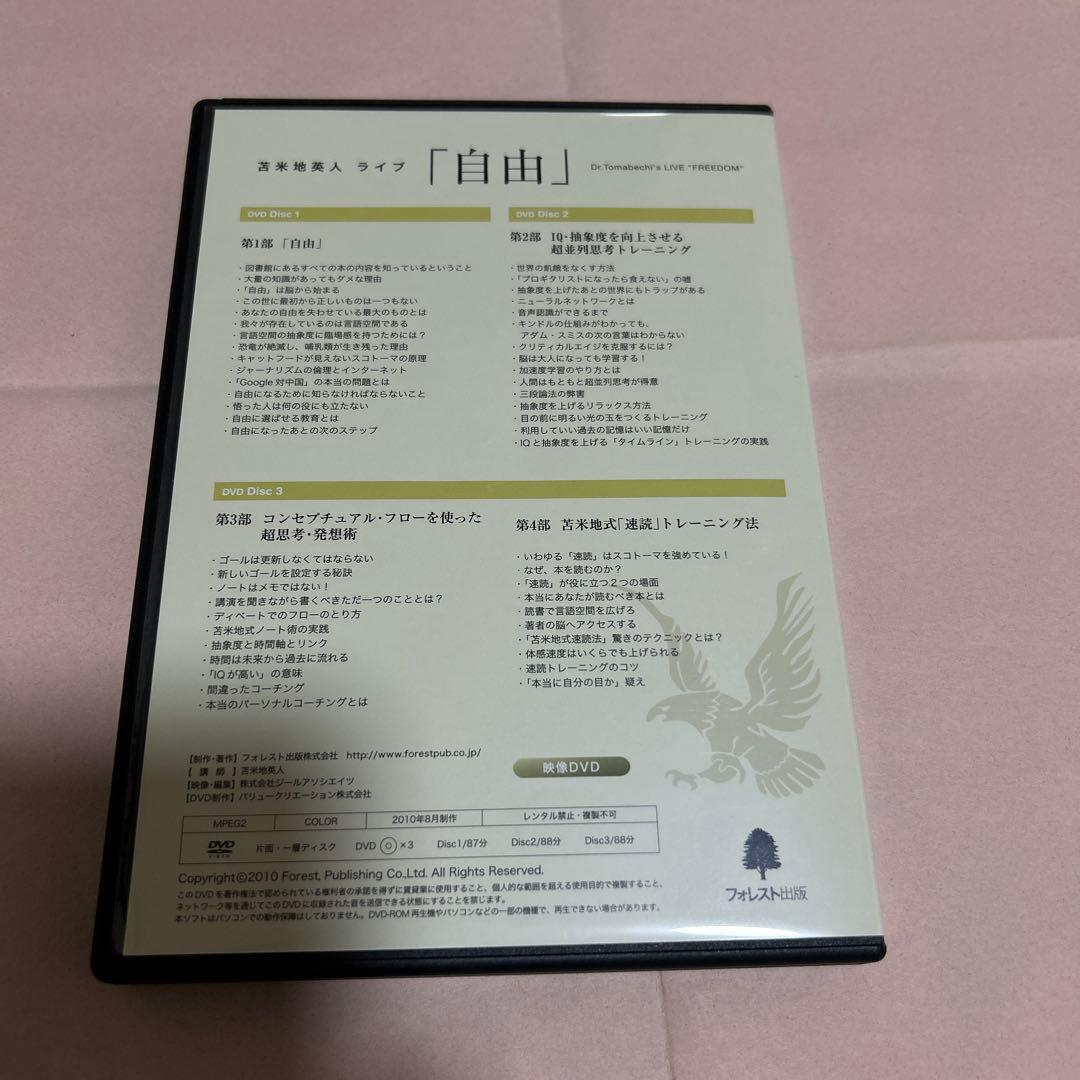 苫米地英人 ライブ 「自由」 Dr.Tomabechi's LIVE "FREEDOM"
DVD Disc 1
第1部 「自由」
・図書館にあるすべての本の内容を知っているということ
・大量の知識があってもダメな理由
・「自由」は脳から始まる
・この世に最初から正しいものは一つもない
・あなたの自由を失わせている最大のものとは
・我々が存在しているのは言語空間である
・言語空間の抽象度に臨場感を持つためには？
・恐竜が絶滅し、哺乳類が生き残った理由
・キャットフードが見えないスコトーマの原理
・ジャーナリズムの倫理とインターネット
・「Google 対中国」の本当の問題とは
・自由になるために知らなければならないこと
・悟った人は何の役にも立たない
・自由に選ばせる教育とは
・自由になったあとの次のステップ
DVD Disc 2
第2部 IQ・抽象度を向上させる
超並列思考トレーニング
・世界の飢餓をなくす方法
・「プロギタリストになったら食えない」の嘘
・抽象度を上げたあとの世界にもトラップがある
・ニューラルネットワークとは
・音声認識ができるまで
・キンドルの仕組みがわかっても、
アダム・スミスの次の言葉はわからない
・クリティカルエイジを克服するには？
・脳は大人になっても学習する！
・加速度学習のやり方とは
・人間はもともと超並列思考が得意
・三段論法の弊害
・抽象度を上げるリラックス方法
・目の前に明るい光の玉をつくるトレーニング
・利用していい過去の記憶はいい記憶だけ
・IQと抽象度を上げる「タイムライン」トレーニングの実践
DVD Disc 3
第3部 コンセプチュアル・フローを使った
超思考・発想術
・ゴールは更新しなくてはならない
・新しいゴールを設定する秘訣
・ノートはメモではない！
・講演を聞きながら書くべきただ一つのこととは？
・ディベートでのフローのとり方
・苫米地式ノート術の実践
・抽象度と時間軸とリンク
・時間は未来から過去に流れる
・「IQが高い」の意味
・間違ったコーチング
・本当のパーソナルコーチングとは
第4部 苫米地式「速読」トレーニング法
・いわゆる「速読」はスコトーマを強めている！
・なぜ、本を読むのか？
・「速読」が役に立つ2つの場面
・本当にあなたが読むべき本とは
・読書で言語空間を広げろ
・著者の脳へアクセスする
・「苫米地式速読法」驚きのテクニックとは？
・体感速度はいくらでも上げられる
・速読トレーニングのコツ
・「本当に自分の目か」疑え
【制作・著作】フォレスト出版株式会社 http://www.forestpub.co.jp/
【 講 師 】苫米地英人
【映像・編集】株式会社ジールアソシエイツ
【DVD制作】バリュークリエーション株式会社
映像DVD
MPEG2 COLOR 2010年8月制作 レンタル禁止・複製不可
DVD VIDEO 片面・一層ディスク DVD ×3 Disc1/87分 Disc2/88分 Disc3/88分
Copyright©2010 Forest, Publishing Co.,Ltd. All Rights Reserved.
このDVDを著作権法で認められている権利者の承諾を得ずに賃貸業に使用すること、個人的な範囲を超える使用目的で複製すること、
ネットワーク等を通じてこのDVDに収録された音を送信できる状態にすることを禁じます。
本ソフトはパソコンでの動作保障はしておりません。DVD-ROM再生機やパソコンなどの一部の機種で、再生できない場合があります。
フォレスト出版